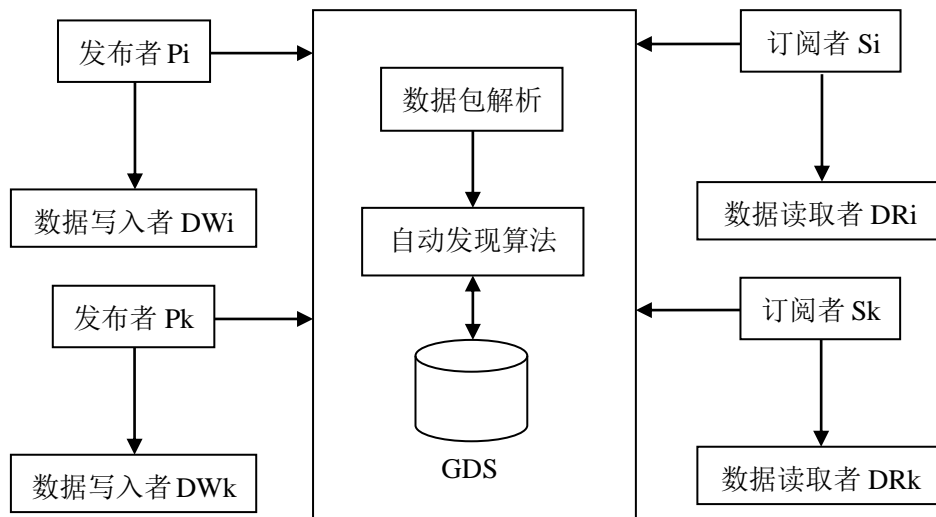 发布者 Pi
订阅者 Si
数据包解析
数据写入者 DWi
数据读取者 DRi
自动发现算法
发布者 Pk
订阅者 Sk
GDS
数据写入者 DWk
数据读取者 DRk